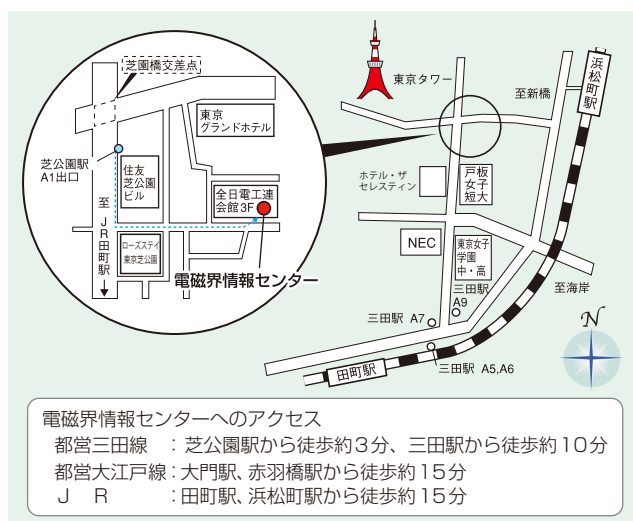 芝園橋交差点
東京
グランドホテル
芝公園駅
A1出口
住友
芝公園
ビル
全日電工連
会館3F
至
JR田町駅
ローズステイ
東京芝公園
電磁界情報センター
東京タワー
至新橋
浜松町駅
ホテル・ザ
セレスティン
戸板
女子
短大
NEC
東京女子
学園
中・高
至海岸
三田駅
A9
三田駅 A7
N
田町駅
三田駅 A5,A6
電磁界情報センターへのアクセス
都営三田線 :芝公園駅から徒歩約3分、三田駅から徒歩約10分
都営大江戸線:大門駅、赤羽橋駅から徒歩約15分
J R :田町駅、浜松町駅から徒歩約15分